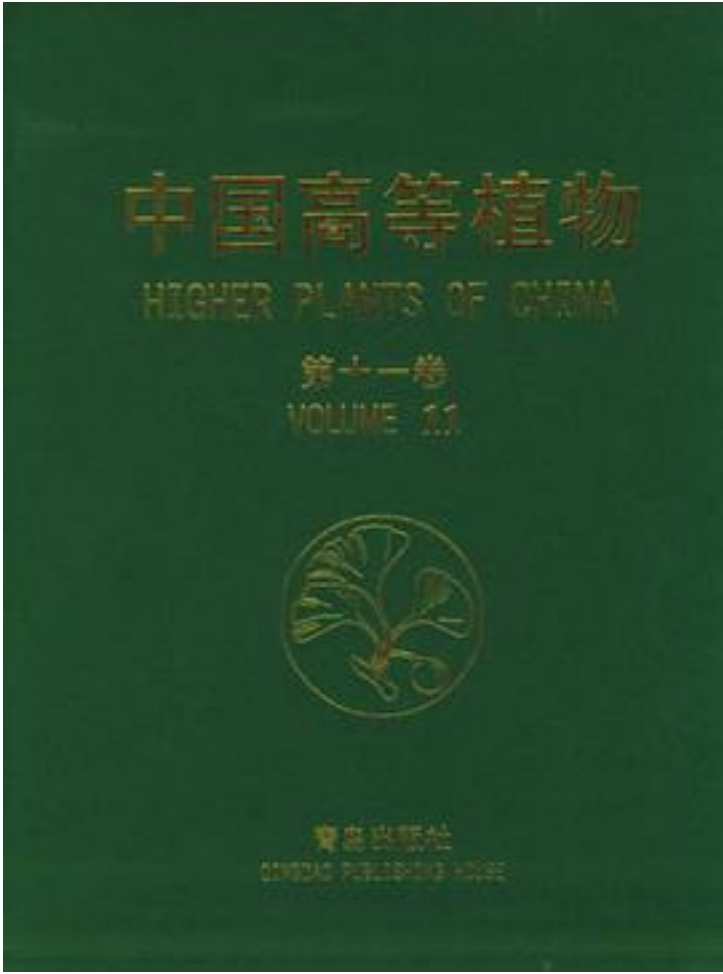 中国高等植物
HIGHER PLANTS OF CHINA
第十一卷
VOLUME 11
青岛出版社
QINGDAO PUBLISHING HOUSE